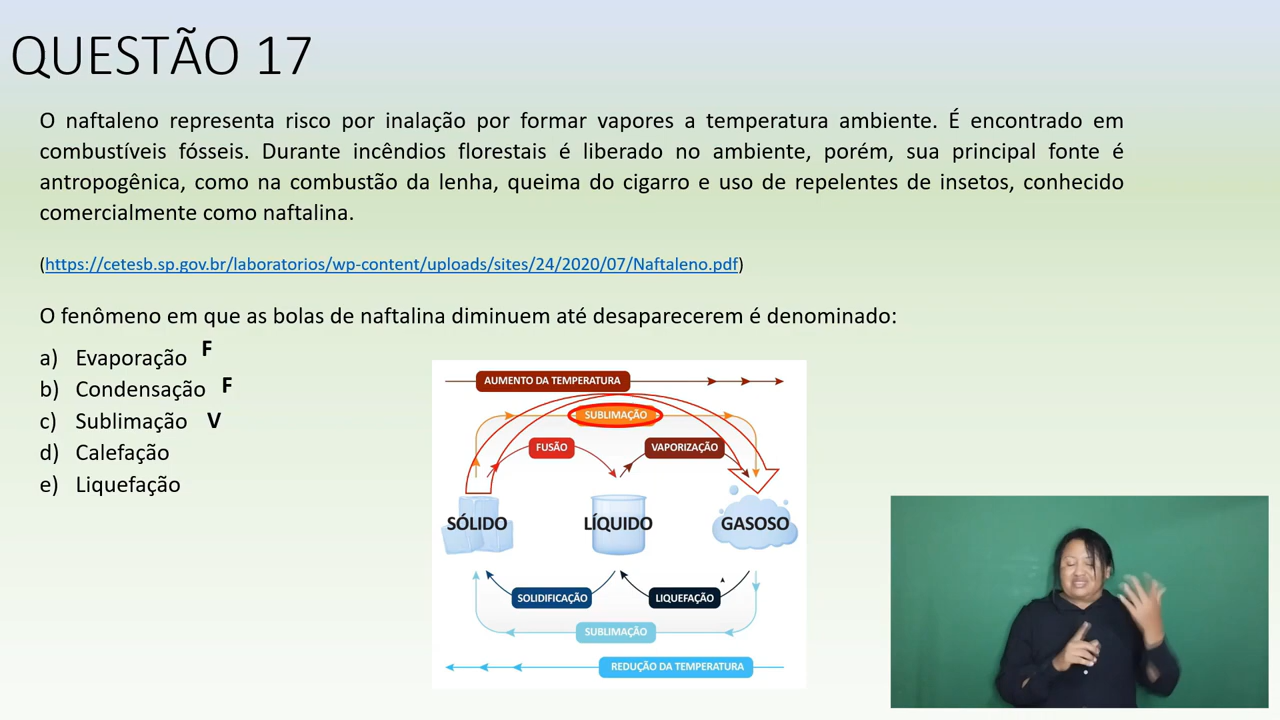 QUESTÃO 17
O naftaleno representa risco por inalação por formar vapores a temperatura ambiente. É encontrado em
combustíveis fósseis. Durante incêndios florestais é liberado no ambiente, porém, sua principal fonte é
antropogênica, como na combustão da lenha, queima do cigarro e uso de repelentes de insetos, conhecido
comercialmente como naftalina.
(https://cetesb.sp.gov.br/laboratorios/wp-content/uploads/sites/24/2020/07/Naftaleno.pdf)
O fenômeno em que as bolas de naftalina diminuem até desaparecerem é denominado:
a) Evaporação F
b) Condensação F
c) Sublimação V
d) Calefação
e) Liquefação
AUMENTO DA TEMPERATURA
SUBLIMAÇÃO
FUSÃO VAPORIZAÇÃO
SÓLIDO LÍQUIDO GASOSO
SOLIDIFICAÇÃO LIQUEFAÇÃO
SUBLIMAÇÃO
REDUÇÃO DA TEMPERATURA